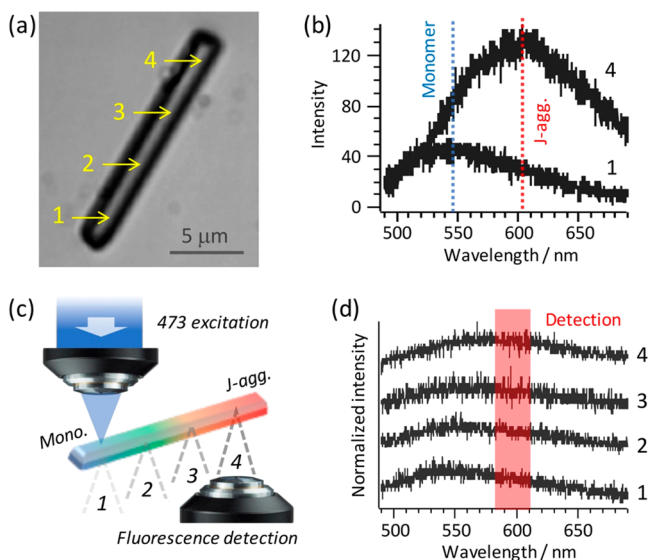 (a)
4
3
2
1
5 μm
(b)
Intensity
120
80
40
0
Monomer
J-agg.
4
1
500
550
600
650
Wavelength / nm
(c)
473 excitation
Mono.
J-agg.
1
2
3
4
Fluorescence detection
(d)
Normalized intensity
Detection
4
3
2
1
500
550
600
650
Wavelength / nm